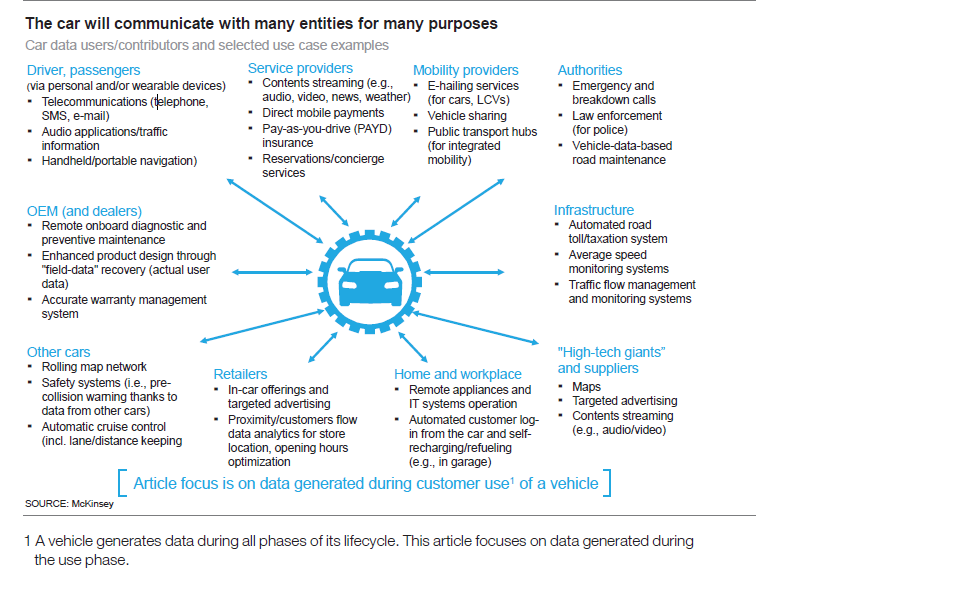 The car will communicate with many entities for many purposes
Car data users/contributors and selected use case examples
Driver, passengers
(via personal and/or wearable devices)
▪ Telecommunications (telephone,
SMS, e-mail)
▪ Audio applications/traffic
information
▪ Handheld/portable navigation)
Service providers
▪ Contents streaming (e.g.,
audio, video, news, weather)
▪ Direct mobile payments
▪ Pay-as-you-drive (PAYD)
insurance
▪ Reservations/concierge
services
Mobility providers
▪ E-hailing services
(for cars, LCVs)
▪ Vehicle sharing
▪ Public transport hubs
(for integrated
mobility)
Authorities
▪ Emergency and
breakdown calls
▪ Law enforcement
(for police)
▪ Vehicle-data-based
road maintenance
OEM (and dealers)
▪ Remote onboard diagnostic and
preventive maintenance
▪ Enhanced product design through
"field-data" recovery (actual user
data)
▪ Accurate warranty management
system
Infrastructure
▪ Automated road
toll/taxation system
▪ Average speed
monitoring systems
▪ Traffic flow management
and monitoring systems
Other cars
▪ Rolling map network
▪ Safety systems (i.e., pre-
collision warning thanks to
data from other cars)
▪ Automatic cruise control
(incl. lane/distance keeping
Retailers
▪ In-car offerings and
targeted advertising
▪ Proximity/customers flow
data analytics for store
location, opening hours
optimization
Home and workplace
▪ Remote appliances and
IT systems operation
▪ Automated customer log-
in from the car and self-
recharging/refueling
(e.g., in garage)
"High-tech giants"
and suppliers
▪ Maps
▪ Targeted advertising
▪ Contents streaming
(e.g., audio/video)
Article focus is on data generated during customer use¹ of a vehicle
SOURCE: McKinsey
1 A vehicle generates data during all phases of its lifecycle. This article focuses on data generated during
the use phase.